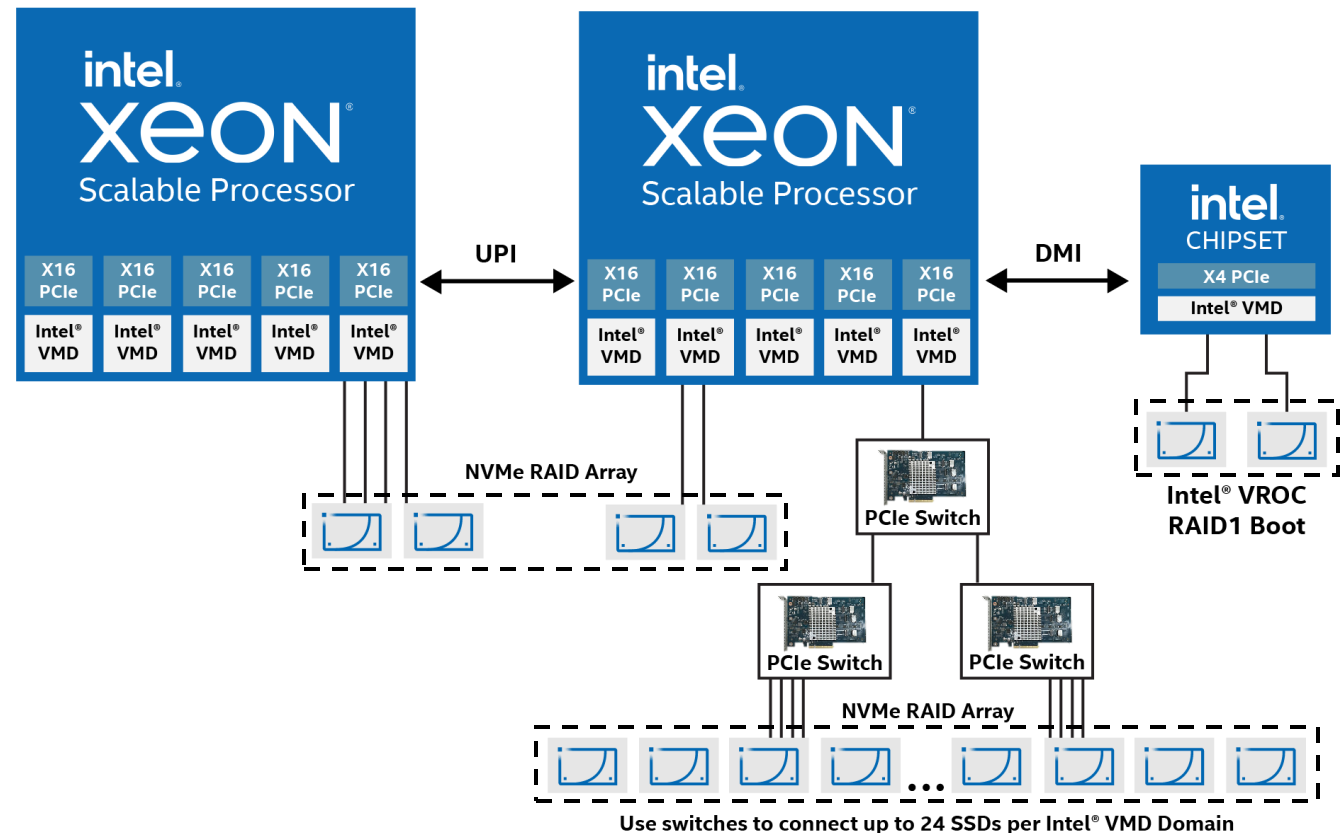 intel.
XEON®
Scalable Processor
X16 PCIe
X16 PCIe
X16 PCIe
X16 PCIe
X16 PCIe
Intel® VMD
Intel® VMD
Intel® VMD
Intel® VMD
Intel® VMD
UPI
intel.
XEON®
Scalable Processor
X16 PCIe
X16 PCIe
X16 PCIe
X16 PCIe
X16 PCIe
Intel® VMD
Intel® VMD
Intel® VMD
Intel® VMD
Intel® VMD
DMI
intel.
CHIPSET
X4 PCIe
Intel® VMD
Intel® VROC
RAID1 Boot
NVMe RAID Array
PCIe Switch
PCIe Switch
PCIe Switch
NVMe RAID Array
...
Use switches to connect up to 24 SSDs per Intel® VMD Domain